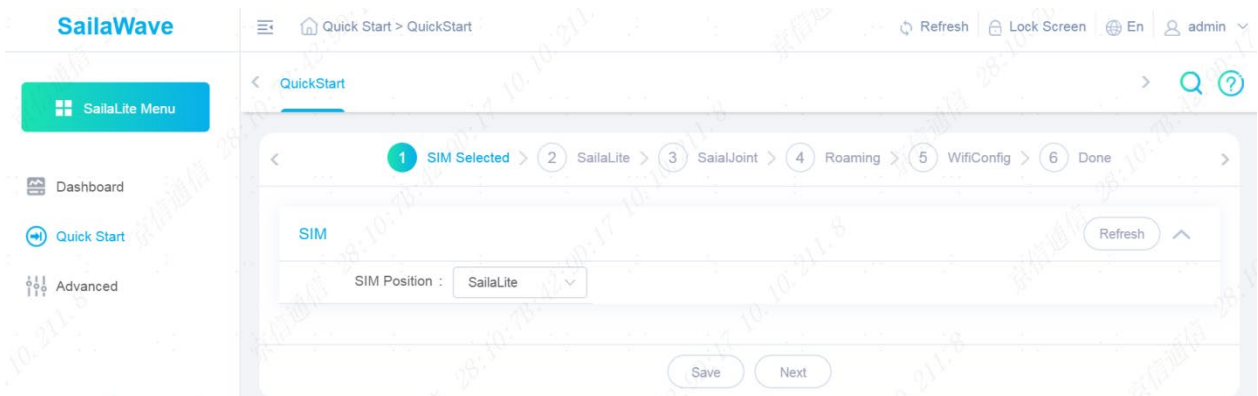 SailaWave
Quick Start > QuickStart
Refresh
Lock Screen
En
admin
SailaLite Menu
QuickStart
Dashboard
Quick Start
Advanced
1 SIM Selected > 2 SailaLite > 3 SaialJoint > 4 Roaming > 5 WifiConfig > 6 Done
SIM
Refresh
SIM Position : SailaLite
Save
Next